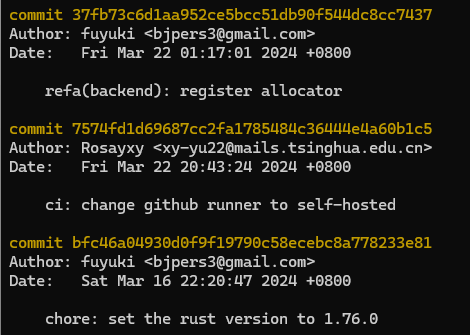 commit 37fb73c6d1aa952ce5bcc51db90f544dc8cc7437
Author: fuyuki <bjpers3@gmail.com>
Date:   Fri Mar 22 01:17:01 2024 +0800
    refa(backend): register allocator
commit 7574fd1d69687cc2fa1785484c36444e4a60b1c5
Author: Rosayxy <xy-yu22@mails.tsinghua.edu.cn>
Date:   Fri Mar 22 20:43:24 2024 +0800
    ci: change github runner to self-hosted
commit bfc46a04930d0f9f19790c58ecebc8a778233e81
Author: fuyuki <bjpers3@gmail.com>
Date:   Sat Mar 16 22:20:47 2024 +0800
    chore: set the rust version to 1.76.0